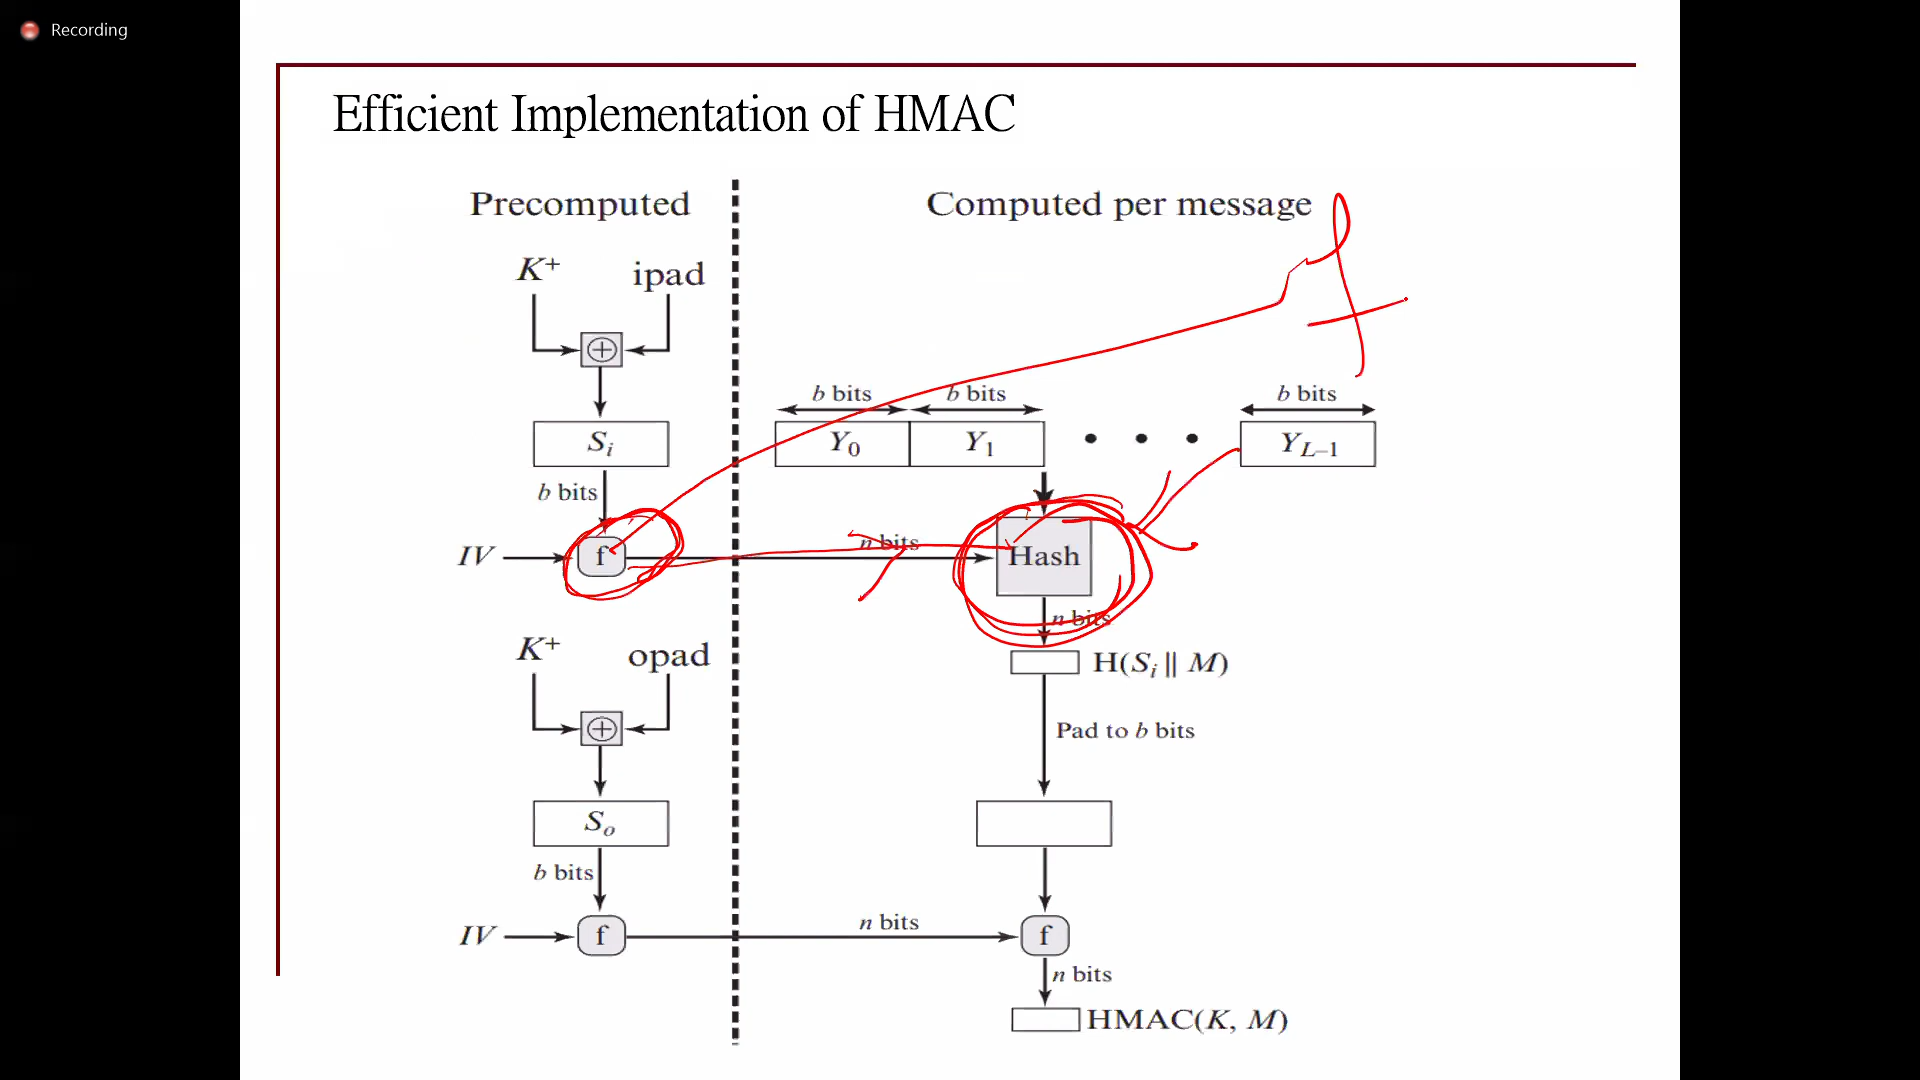 Recording
Efficient Implementation of HMAC
Precomputed
Computed per message
K+ ipad
b bits b bits b bits
Si Y0 Y1 • • • YL–1
b bits
IV f n bits Hash
n bits
K+ opad H(Si || M)
Pad to b bits
So
b bits
IV f n bits f
n bits
HMAC(K, M)